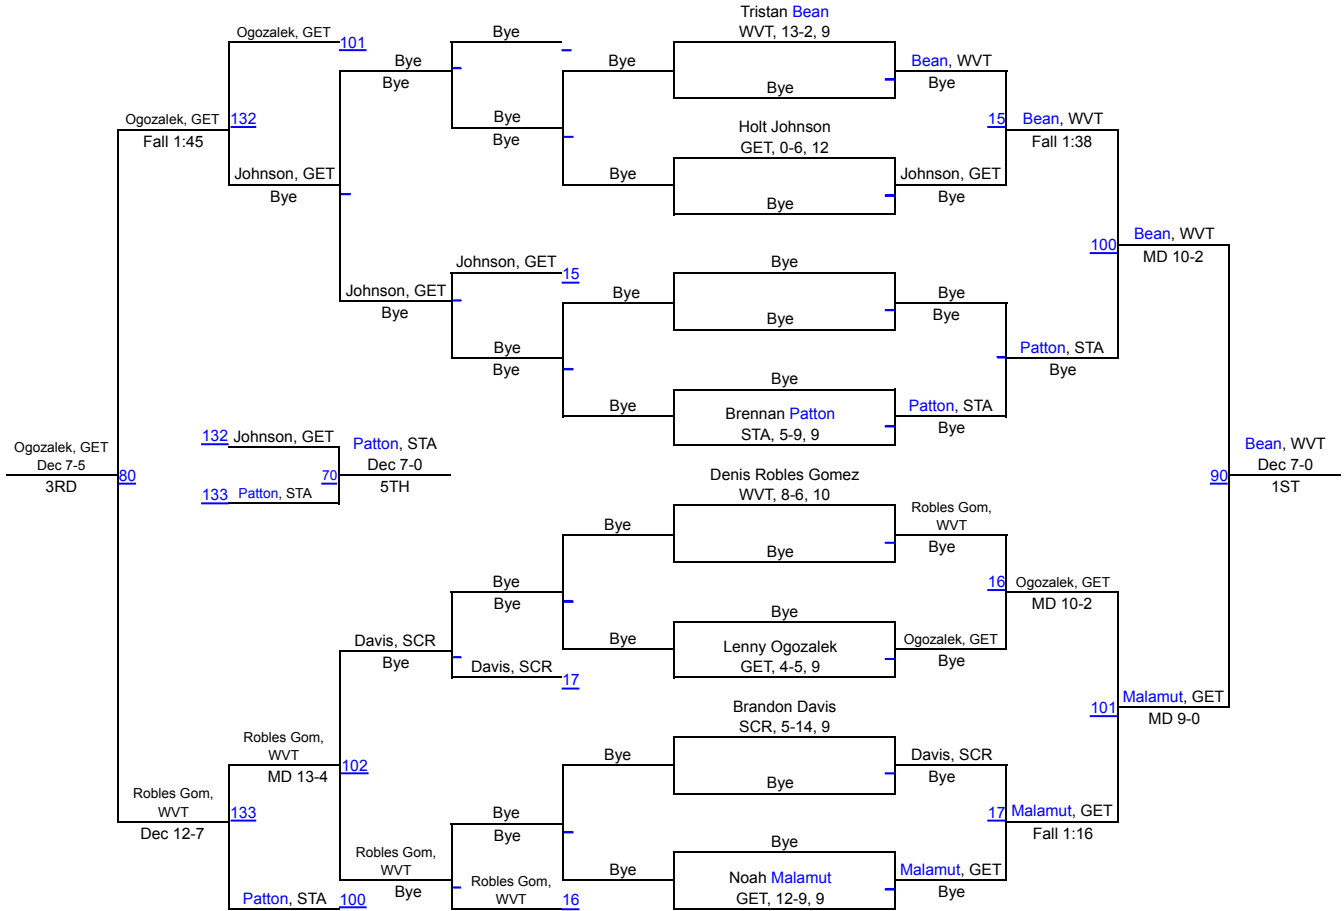 Tristan Bean
WVT, 13-2, 9
Ogozalek, GET
101
Bye
Bye
Bye
Bye
Bean, WVT
Bye
Bye
Ogozalek, GET
132
Fall 1:45
Bye
Bye
Holt Johnson
GET, 0-6, 12
15
Bean, WVT
Fall 1:38
Johnson, GET
Bye
Bye
Bye
Johnson, GET
Bean, WVT
100
MD 10-2
Johnson, GET
15
Bye
Johnson, GET
Bye
Bye
Bye
Bye
Bye
Bye
Patton, STA
Bye
Bye
Bye
Brennan Patton
STA, 5-9, 9
Patton, STA
Bye
Ogozalek, GET
Dec 7-5
3RD
80
132
Johnson, GET
133
Patton, STA
70
Patton, STA
Dec 7-0
5TH
Bean, WVT
90
Dec 7-0
1ST
Denis Robles Gomez
WVT, 8-6, 10
Robles Gom,
WVT
Bye
Bye
Bye
Bye
Bye
16
Ogozalek, GET
MD 10-2
Bye
Bye
Lenny Ogozalek
GET, 4-5, 9
Ogozalek, GET
Bye
Davis, SCR
Bye
Davis, SCR
17
101
Malamut, GET
MD 9-0
Brandon Davis
SCR, 5-14, 9
Robles Gom,
WVT
MD 13-4
102
Bye
Bye
Davis, SCR
Bye
Robles Gom,
WVT
Dec 12-7
133
Bye
Bye
17
Malamut, GET
Fall 1:16
Robles Gom,
WVT
Bye
Robles Gom,
WVT
16
Bye
Bye
Noah Malamut
GET, 12-9, 9
Malamut, GET
Bye
Patton, STA
100